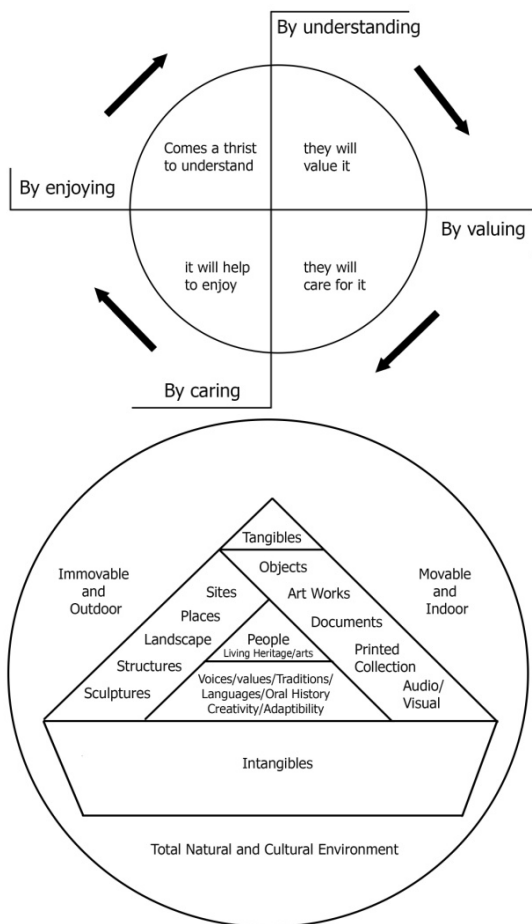 By understanding
Comes a thrist
to understand
they will
value it
By enjoying
By valuing
it will help
to enjoy
they will
care for it
By caring
Tangibles
Immovable
and
Outdoor
Movable
and
Indoor
Objects
Sites
Art Works
Places
Documents
Landscape
People
Living Heritage/arts
Structures
Printed
Collection
Sculptures
Voices/values/Traditions/
Languages/Oral History
Creativity/Adaptibility
Audio/
Visual
Intangibles
Total Natural and Cultural Environment